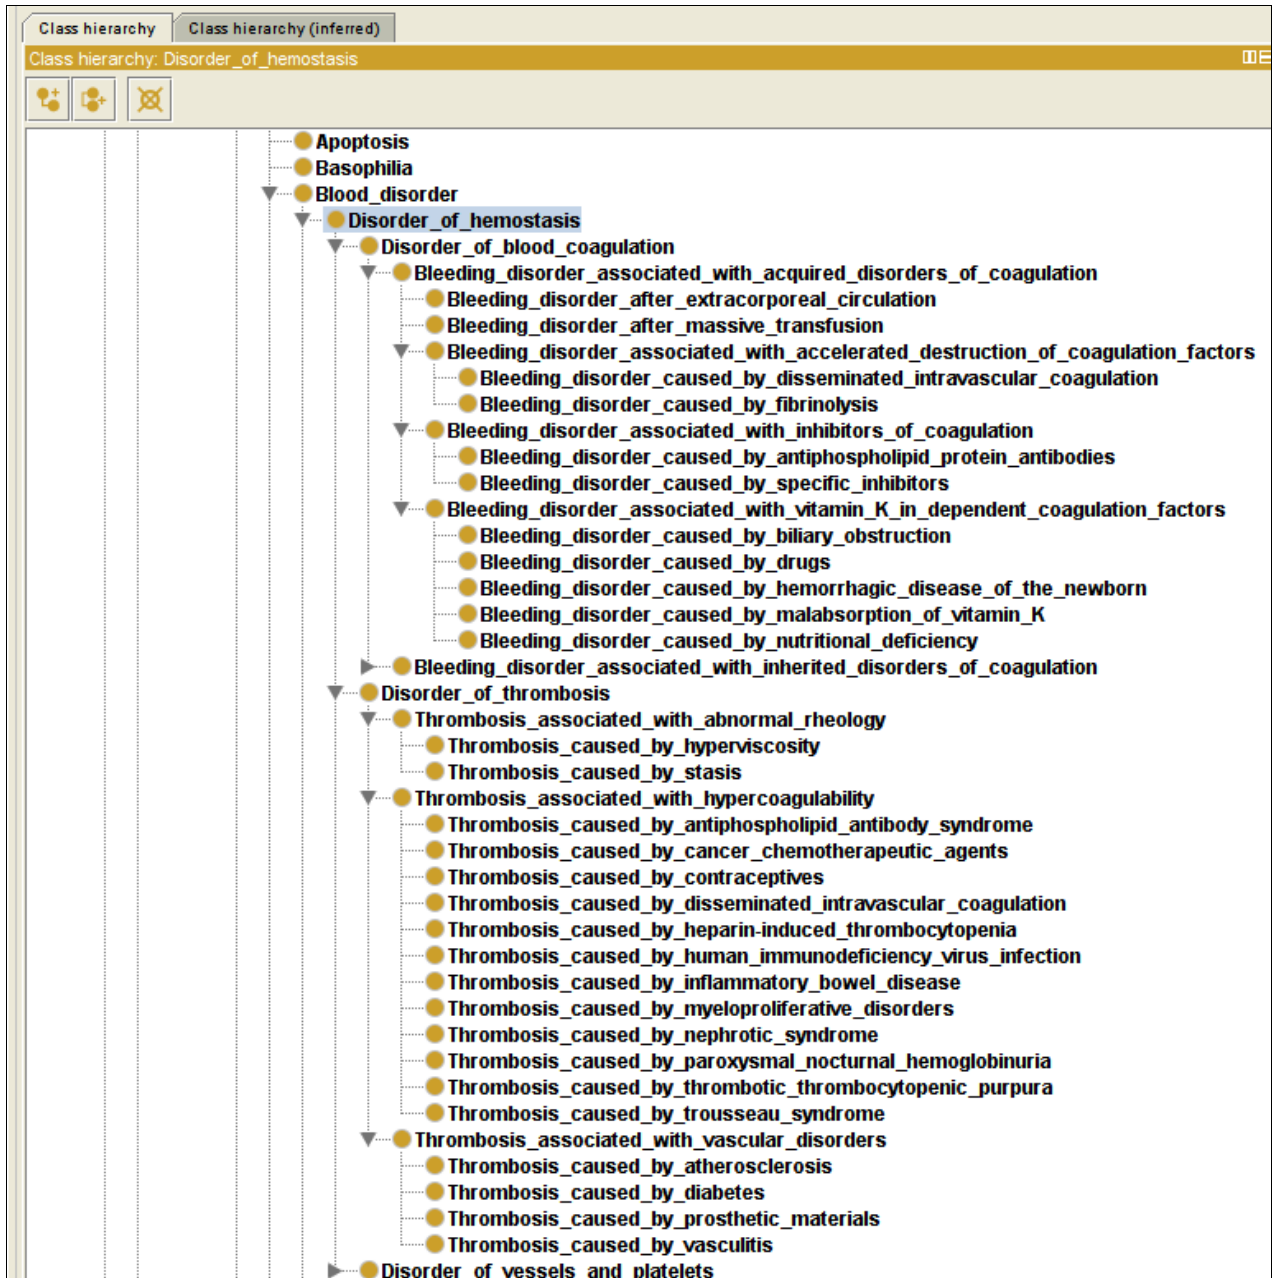 Class hierarchy
Class hierarchy (inferred)
Class hierarchy: Disorder_of_hemostasis
Apoptosis
Basophilia
Blood_disorder
Disorder_of_hemostasis
Disorder_of_blood_coagulation
Bleeding_disorder_associated_with_acquired_disorders_of_coagulation
Bleeding_disorder_after_extracorporeal_circulation
Bleeding_disorder_after_massive_transfusion
Bleeding_disorder_associated_with_accelerated_destruction_of_coagulation_factors
Bleeding_disorder_caused_by_disseminated_intravascular_coagulation
Bleeding_disorder_caused_by_fibrinolysis
Bleeding_disorder_associated_with_inhibitors_of_coagulation
Bleeding_disorder_caused_by_antiphospholipid_protein_antibodies
Bleeding_disorder_caused_by_specific_inhibitors
Bleeding_disorder_associated_with_vitamin_K_in_dependent_coagulation_factors
Bleeding_disorder_caused_by_biliary_obstruction
Bleeding_disorder_caused_by_drugs
Bleeding_disorder_caused_by_hemorrhagic_disease_of_the_newborn
Bleeding_disorder_caused_by_malabsorption_of_vitamin_K
Bleeding_disorder_caused_by_nutritional_deficiency
Bleeding_disorder_associated_with_inherited_disorders_of_coagulation
Disorder_of_thrombosis
Thrombosis_associated_with_abnormal_rheology
Thrombosis_caused_by_hyperviscosity
Thrombosis_caused_by_stasis
Thrombosis_associated_with_hypercoagulability
Thrombosis_caused_by_antiphospholipid_antibody_syndrome
Thrombosis_caused_by_cancer_chemotherapeutic_agents
Thrombosis_caused_by_contraceptives
Thrombosis_caused_by_disseminated_intravascular_coagulation
Thrombosis_caused_by_heparin-induced_thrombocytopenia
Thrombosis_caused_by_human_immunodeficiency_virus_infection
Thrombosis_caused_by_inflammatory_bowel_disease
Thrombosis_caused_by_myeloproliferative_disorders
Thrombosis_caused_by_nephrotic_syndrome
Thrombosis_caused_by_paroxysmal_nocturnal_hemoglobinuria
Thrombosis_caused_by_thrombotic_thrombocytopenic_purpura
Thrombosis_caused_by_trousseau_syndrome
Thrombosis_associated_with_vascular_disorders
Thrombosis_caused_by_atherosclerosis
Thrombosis_caused_by_diabetes
Thrombosis_caused_by_prosthetic_materials
Thrombosis_caused_by_vasculitis
Disorder_of_vessels_and_platelets